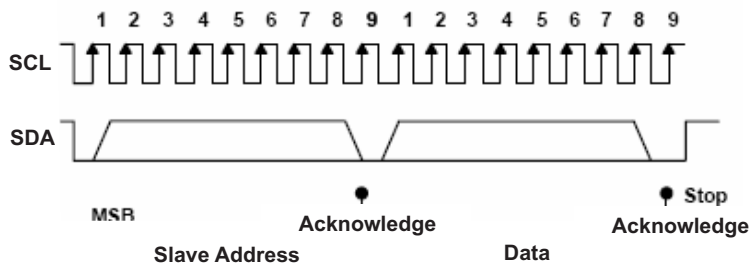 1 2 3 4 5 6 7 8 9 1 2 3 4 5 6 7 8 9
SCL
SDA
Stop
MSB
Acknowledge
Acknowledge
Slave Address
Data